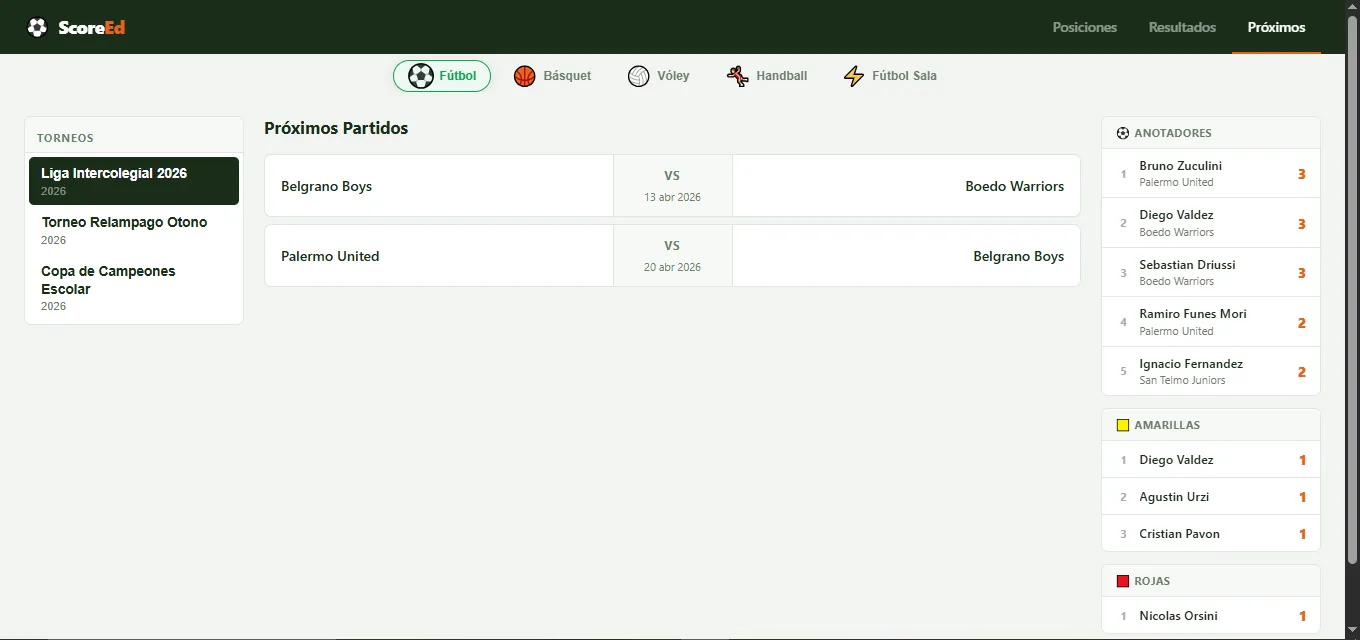 ScoreEd
Posiciones
Resultados
Próximos
Fútbol
Básquet
Vóley
Handball
Fútbol Sala
TORNEOS
Liga Intercolegial 2026
2026
Torneo Relampago Otono
2026
Copa de Campeones
Escolar
2026
Próximos Partidos
Belgrano Boys
VS
13 abr 2026
Boedo Warriors
Palermo United
VS
20 abr 2026
Belgrano Boys
ANOTADORES
1 Bruno Zuculini 3
Palermo United
2 Diego Valdez 3
Boedo Warriors
3 Sebastian Driussi 3
Boedo Warriors
4 Ramiro Funes Mori 2
Palermo United
5 Ignacio Fernandez 2
San Telmo Juniors
AMARILLAS
1 Diego Valdez 1
2 Agustin Urzi 1
3 Cristian Pavon 1
ROJAS
1 Nicolas Orsini 1